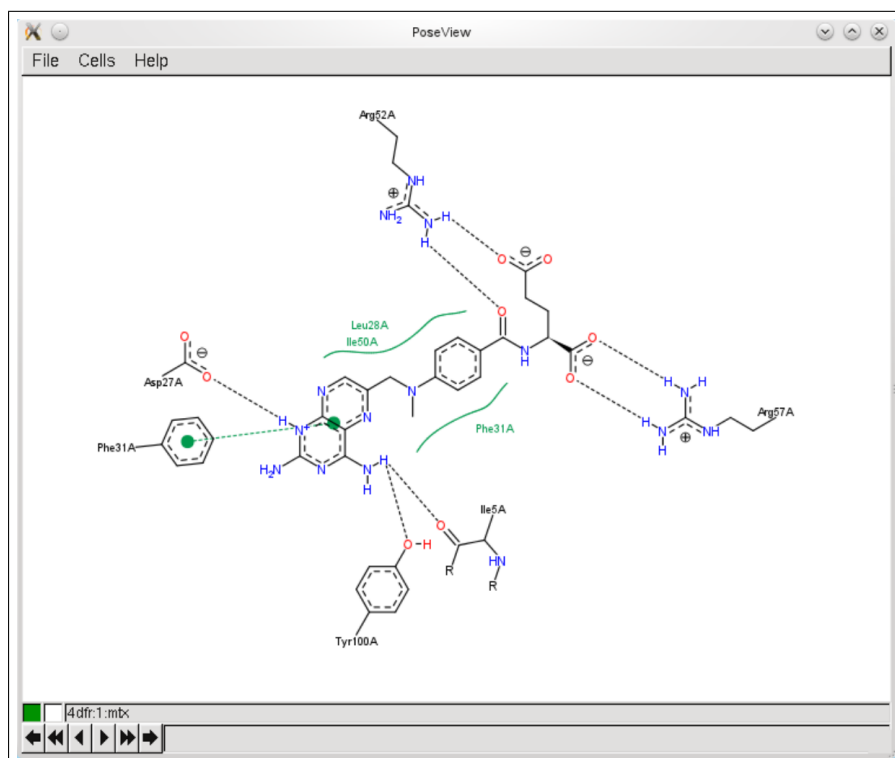 PoseView
File Cells Help
Arg52A
NH
⊕
NH2
N H
H
O ⊖ O
O
Leu28A
Ile50A
O
⊖
O
Asp27A
N
N
N
N
H
O
⊖
O
H H
N
H
N
H
NH
⊕
Arg57A
Phe31A
Phe31A
H
N+
H2N
N
N H
H
O
Ile5A
O-H
R
HN
R
Tyr100A
4dfr:1:mtx